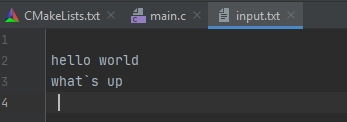 CMakeLists.txt main.c input.txt
1
2 hello world
3 what`s up
4